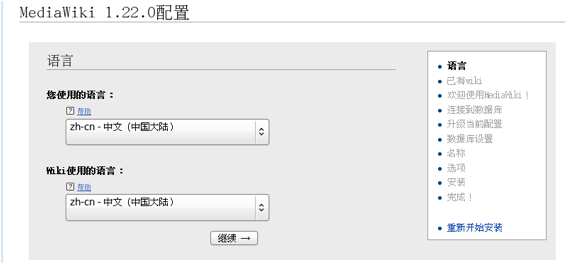 MediaWiki 1.22.0配置
语言
您使用的语言：
? 帮助
zh-cn - 中文（中国大陆）
Wiki使用的语言：
? 帮助
zh-cn - 中文（中国大陆）
继续 →
语言
已有wiki
欢迎使用MediaWiki！
连接到数据库
升级当前配置
数据库设置
名称
选项
安装
完成！
重新开始安装